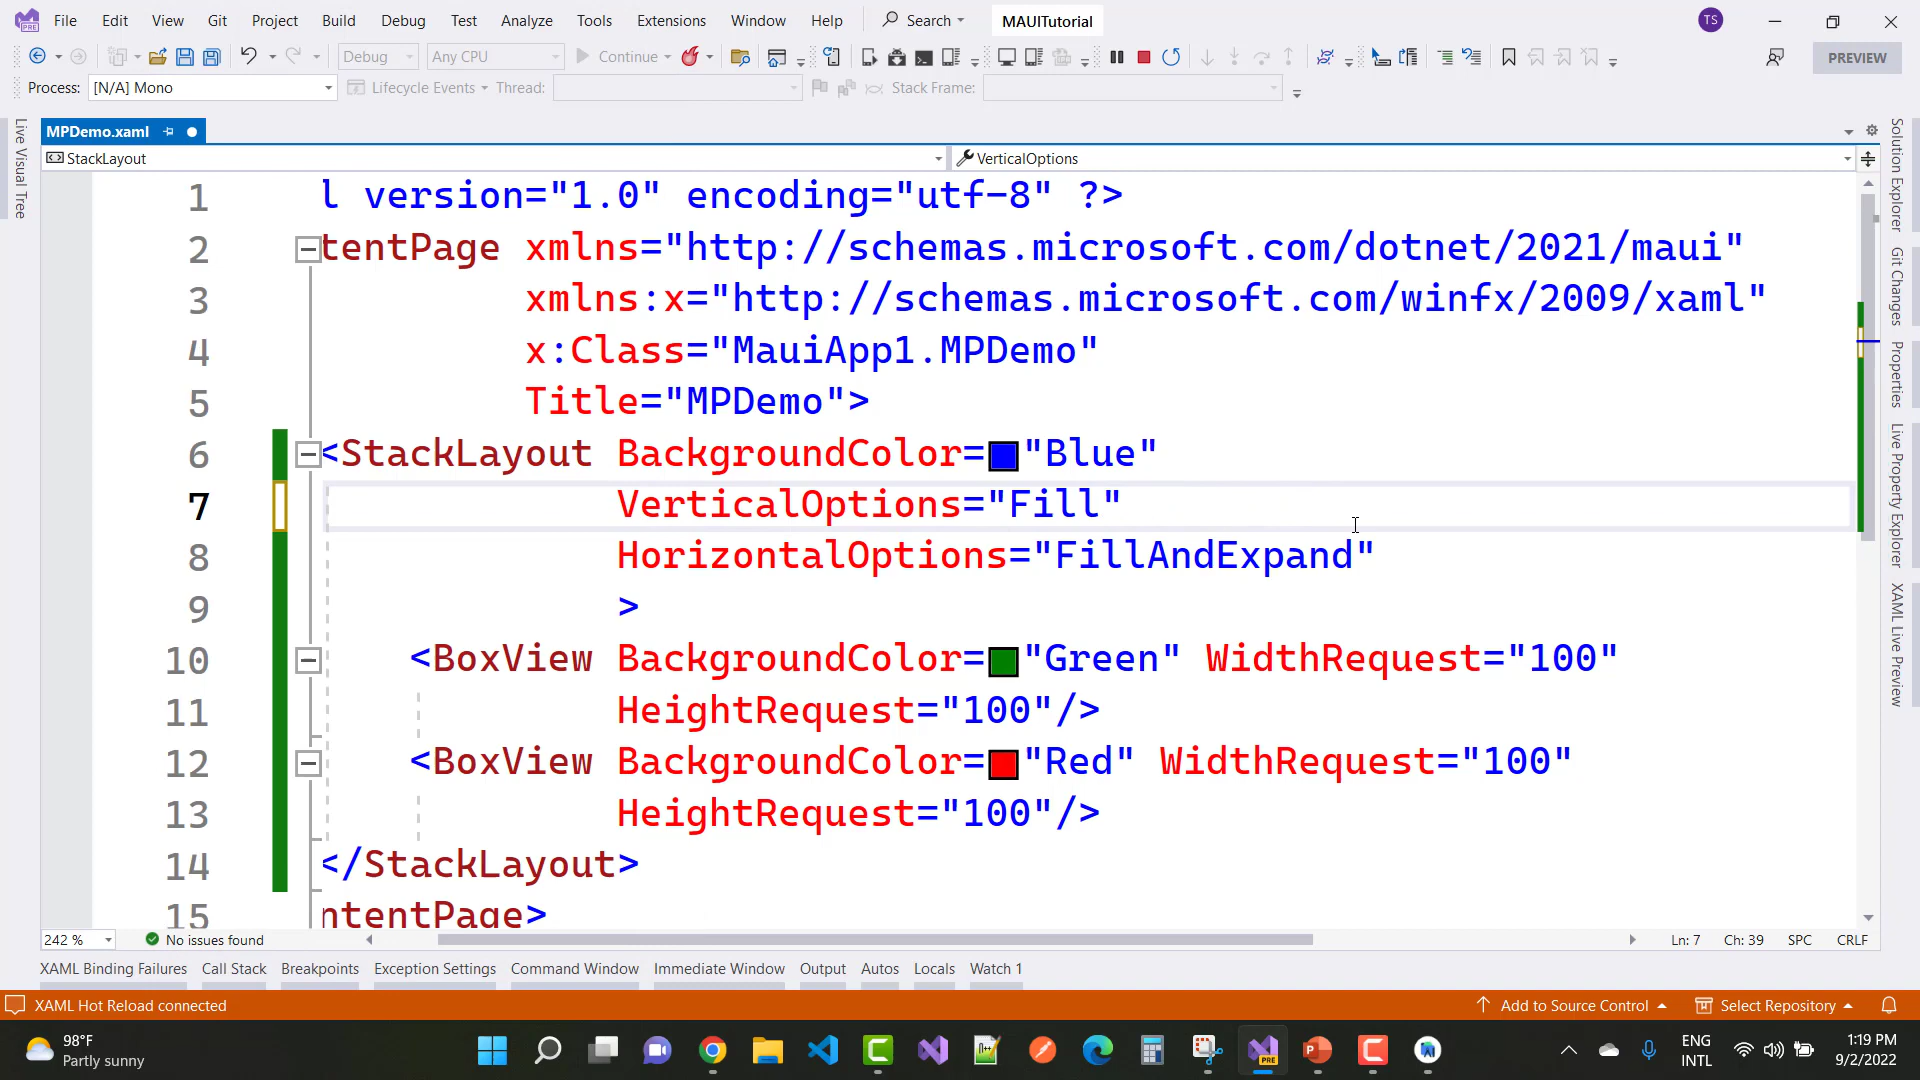 File Edit View Git Project Build Debug Test Analyze Tools Extensions Window Help Search MAUITutorial TS
Debug Any CPU Continue PREVIEW
Process: [N/A] Mono Lifecycle Events Thread: Stack Frame:
Live Visual Tree
MPDemo.xaml
StackLayout VerticalOptions
1 l version="1.0" encoding="utf-8" ?>
2 tentPage xmlns="http://schemas.microsoft.com/dotnet/2021/maui"
3 xmlns:x="http://schemas.microsoft.com/winfx/2009/xaml"
4 x:Class="MauiApp1.MPDemo"
5 Title="MPDemo">
6 <StackLayout BackgroundColor="Blue"
7 VerticalOptions="Fill"
8 HorizontalOptions="FillAndExpand"
9 >
10 <BoxView BackgroundColor="Green" WidthRequest="100"
11 HeightRequest="100"/>
12 <BoxView BackgroundColor="Red" WidthRequest="100"
13 HeightRequest="100"/>
14 </StackLayout>
15 ntentPage>
Solution Explorer
Git Changes
Properties
Live Property Explorer
XAML Live Preview
242 % No issues found Ln: 7 Ch: 39 SPC CRLF
XAML Binding Failures Call Stack Breakpoints Exception Settings Command Window Immediate Window Output Autos Locals Watch 1
XAML Hot Reload connected Add to Source Control Select Repository
98°F
Partly sunny
PRE
ENG
INTL
1:19 PM
9/2/2022